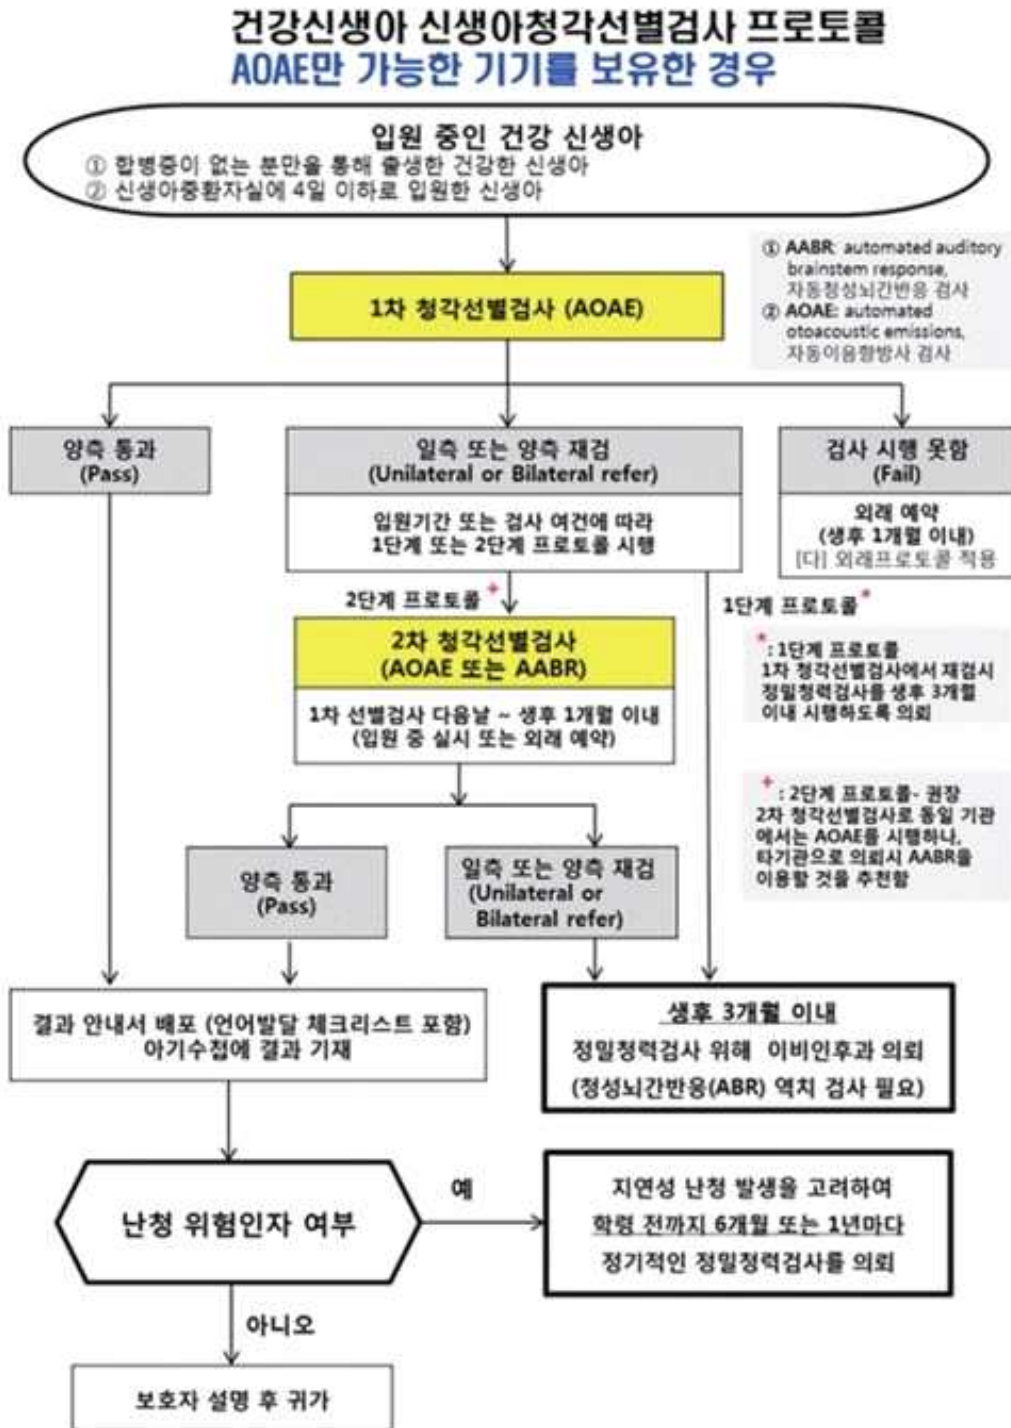 건강신생아 신생아청각선별검사 프로토콜
AOAE만 가능한 기기를 보유한 경우
입원 중인 건강 신생아
① 합병증이 없는 분만을 통해 출생한 건강한 신생아
② 신생아중환자실에 4일 이하로 입원한 신생아
① AABR: automated auditory
brainstem response,
자동청성뇌간반응 검사
② AOAE: automated
otoacoustic emissions,
자동이음향방사 검사
1차 청각선별검사 (AOAE)
양측 통과
(Pass)
일측 또는 양측 재검
(Unilateral or Bilateral refer)
입원기간 또는 검사 여건에 따라
1단계 또는 2단계 프로토콜 시행
검사 시행 못함
(Fail)
외래 예약
(생후 1개월 이내)
[다] 외래프로토콜 적용
2단계 프로토콜 +
1단계 프로토콜 *
2차 청각선별검사
(AOAE 또는 AABR)
1차 선별검사 다음날 ~ 생후 1개월 이내
(입원 중 실시 또는 외래 예약)
* : 1단계 프로토콜
1차 청각선별검사에서 재검시
정밀청력검사를 생후 3개월
이내 시행하도록 의뢰
+ : 2단계 프로토콜- 권장
2차 청각선별검사로 동일 기관
에서는 AOAE를 시행하나,
타기관으로 의뢰시 AABR을
이용할 것을 추천함
양측 통과
(Pass)
일측 또는 양측 재검
(Unilateral or
Bilateral refer)
결과 안내서 배포 (언어발달 체크리스트 포함)
아기수첩에 결과 기재
생후 3개월 이내
정밀청력검사 위해 이비인후과 의뢰
(청성뇌간반응(ABR) 역치 검사 필요)
난청 위험인자 여부
예
지연성 난청 발생을 고려하여
학령 전까지 6개월 또는 1년마다
정기적인 정밀청력검사를 의뢰
아니오
보호자 설명 후 귀가